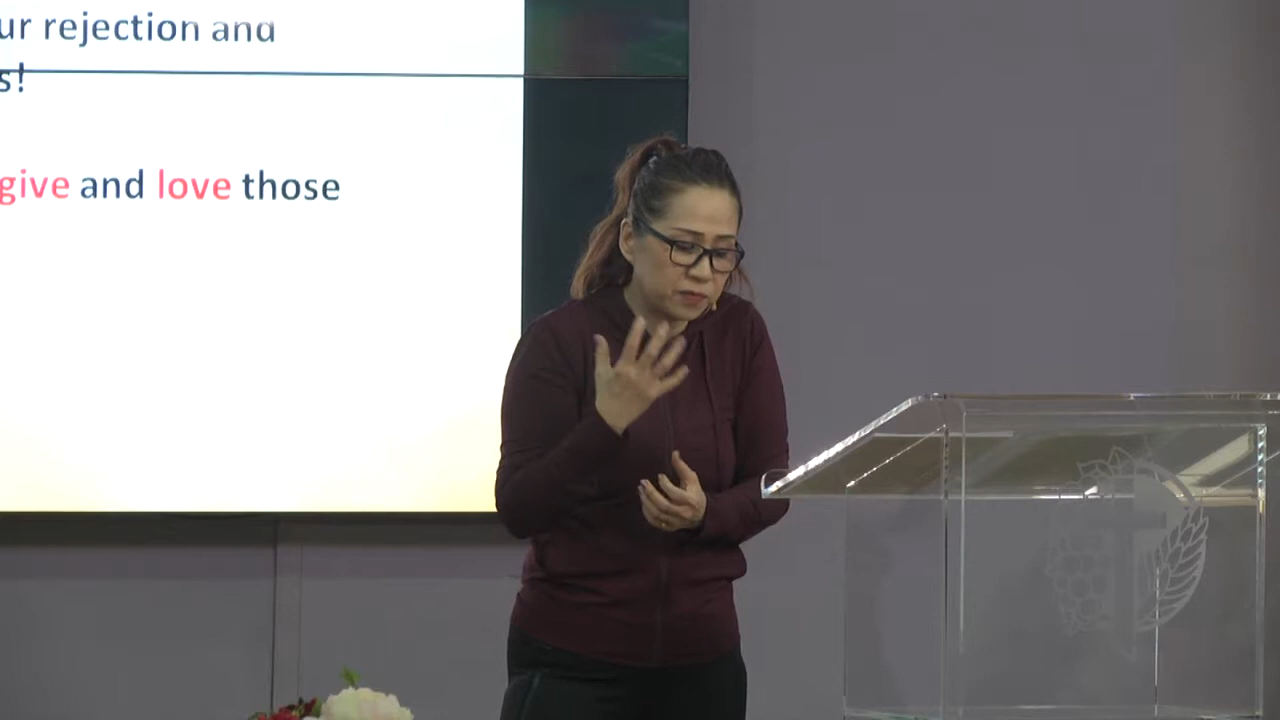 ur rejection and
s!
give and love those